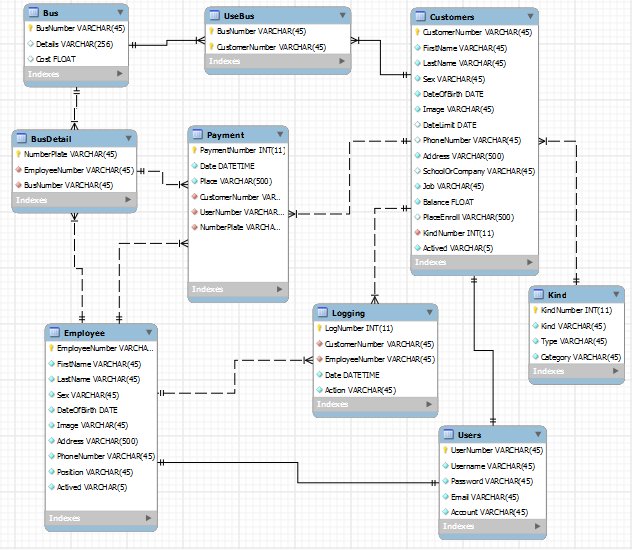 Bus
BusNumber VARCHAR(45)
Details VARCHAR(256)
Cost FLOAT
Indexes
UseBus
BusNumber VARCHAR(45)
CustomerNumber VARCHAR(45)
Indexes
Customers
CustomerNumber VARCHAR(45)
FirstName VARCHAR(45)
LastName VARCHAR(45)
Sex VARCHAR(45)
DateOfBirth DATE
Image VARCHAR(45)
DateLimit DATE
PhoneNumber VARCHAR(45)
Address VARCHAR(500)
SchoolOrCompany VARCHAR(45)
Job VARCHAR(45)
Balance FLOAT
PlaceEnroll VARCHAR(500)
KindNumber INT(11)
Actived VARCHAR(5)
Indexes
BusDetail
NumberPlate VARCHAR(45)
EmployeeNumber VARCHAR(45)
BusNumber VARCHAR(45)
Indexes
Payment
PaymentNumber INT(11)
Date DATETIME
Place VARCHAR(500)
CustomerNumber VAR...
UserNumber VARCHAR...
NumberPlate VARCHA...
Indexes
Kind
KindNumber INT(11)
Kind VARCHAR(45)
Type VARCHAR(45)
Category VARCHAR(45)
Indexes
Logging
LogNumber INT(11)
CustomerNumber VARCHAR(45)
EmployeeNumber VARCHAR(45)
Date DATETIME
Action VARCHAR(45)
Indexes
Employee
EmployeeNumber VARCHAR...
FirstName VARCHAR(45)
LastName VARCHAR(45)
Sex VARCHAR(45)
DateOfBirth DATE
Image VARCHAR(45)
Address VARCHAR(500)
PhoneNumber VARCHAR(45)
Position VARCHAR(45)
Actived VARCHAR(5)
Indexes
Users
UserNumber VARCHAR(45)
Username VARCHAR(45)
Password VARCHAR(45)
Email VARCHAR(45)
Account VARCHAR(45)
Indexes